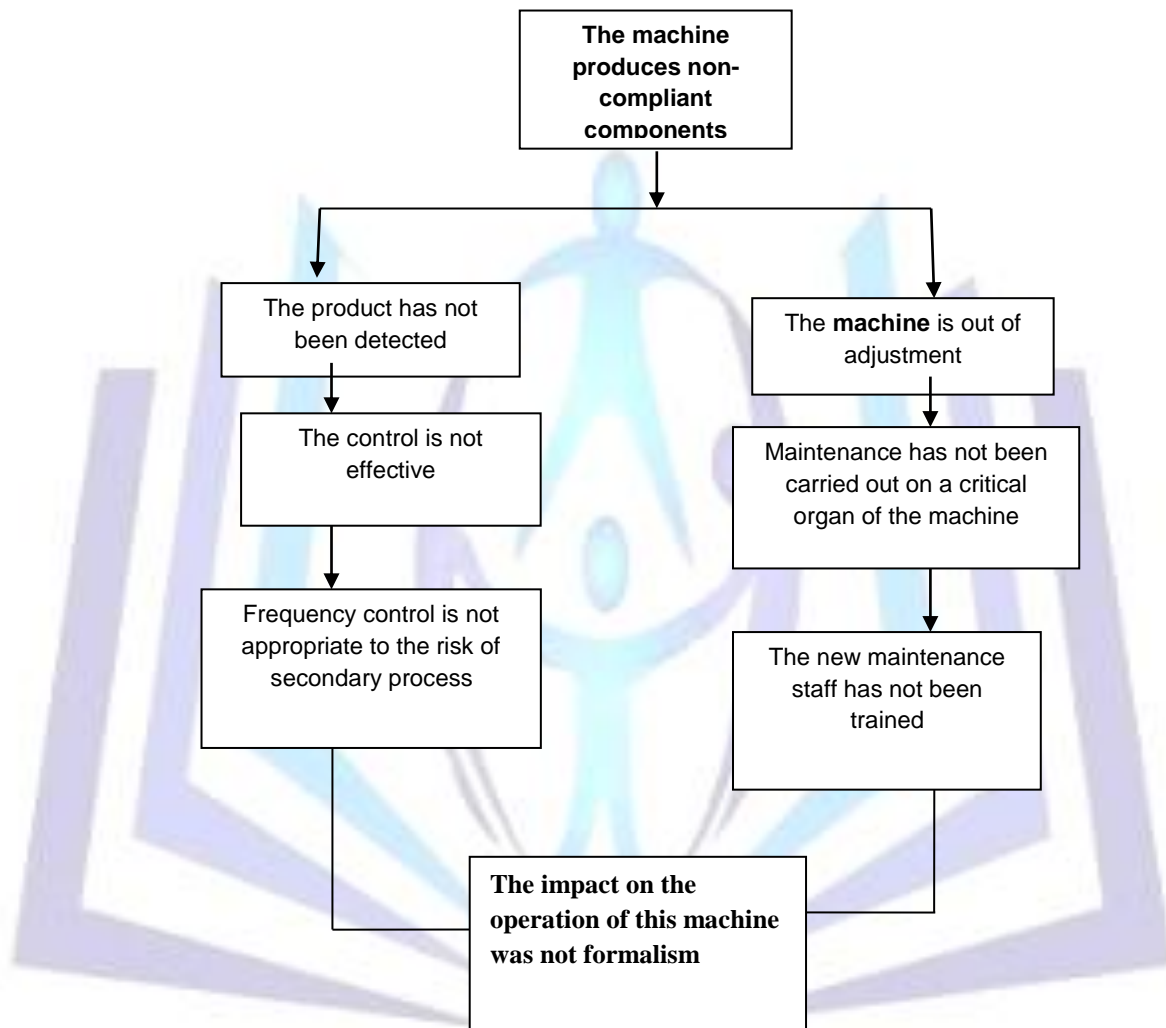 The machine
produces non-
compliant
components
The product has not
been detected
The machine is out of
adjustment
The control is not
effective
Maintenance has not been
carried out on a critical
organ of the machine
Frequency control is not
appropriate to the risk of
secondary process
The new maintenance
staff has not been
trained
The impact on the
operation of this machine
was not formalism